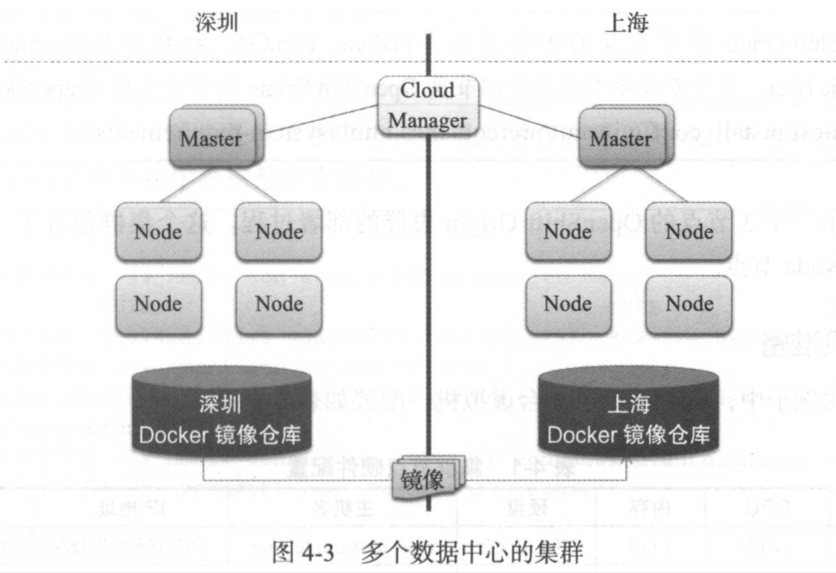 深圳
上海
Cloud
Manager
Master
Master
Node
Node
Node
Node
Node
Node
Node
Node
深圳
Docker 镜像仓库
上海
Docker 镜像仓库
镜像
图 4-3 多个数据中心的集群